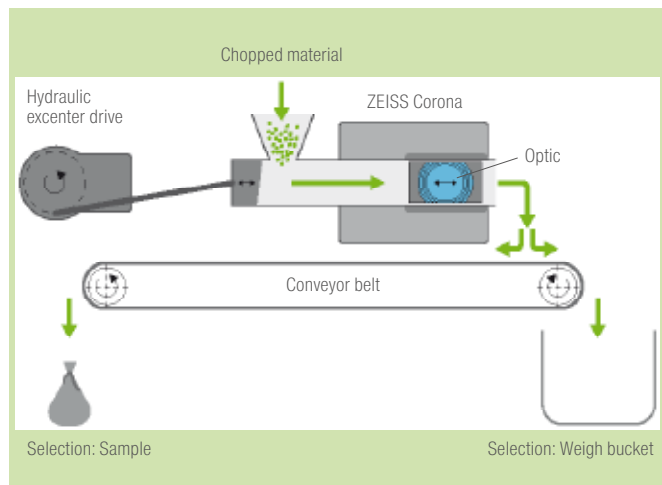 Chopped material
Hydraulic
excenter drive
ZEISS Corona
Optic
Conveyor belt
Selection: Sample
Selection: Weigh bucket